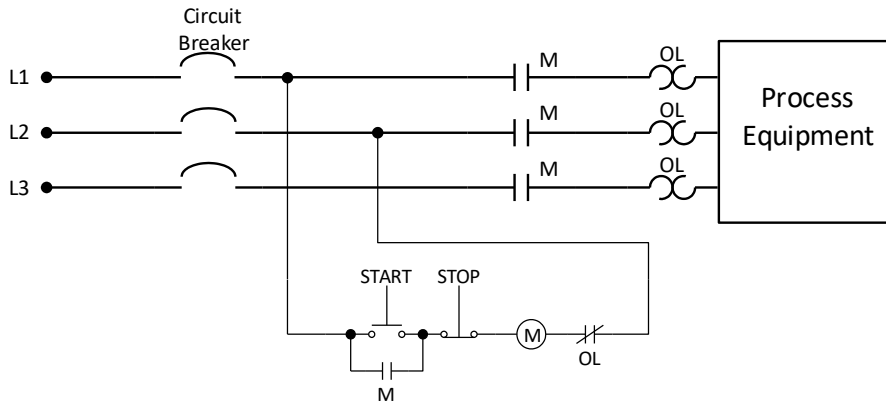 Circuit
Breaker
L1
M
OL
L2
M
OL
L3
M
OL
Process
Equipment
START
STOP
M
OL
M